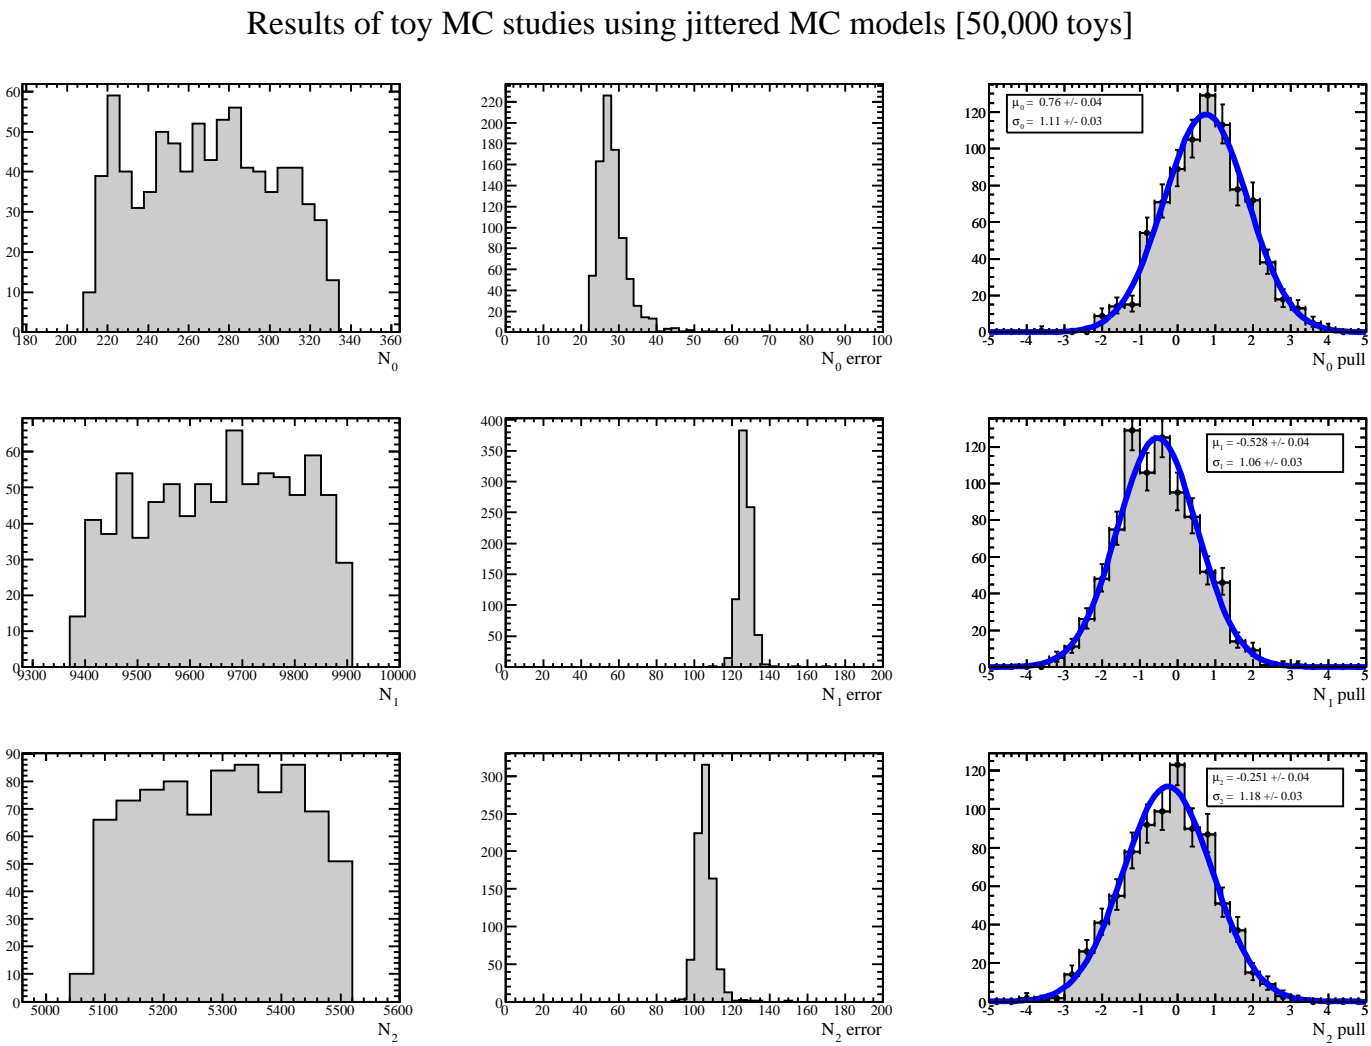 Results of toy MC studies using jittered MC models [50,000 toys]
60
50
40
30
20
10
0
180 200 220 240 260 280 300 320 340 360
N0
220
200
180
160
140
120
100
80
60
40
20
0
0 10 20 30 40 50 60 70 80 90 100
N0 error
μ0 = 0.76 +/- 0.04
σ0 = 1.11 +/- 0.03
120
100
80
60
40
20
0
-5 -4 -3 -2 -1 0 1 2 3 4 5
N0 pull
60
50
40
30
20
10
0
9300 9400 9500 9600 9700 9800 9900 10000
N1
400
350
300
250
200
150
100
50
0
0 20 40 60 80 100 120 140 160 180 200
N1 error
μ1 = -0.528 +/- 0.04
σ1 = 1.06 +/- 0.03
120
100
80
60
40
20
0
-5 -4 -3 -2 -1 0 1 2 3 4 5
N1 pull
90
80
70
60
50
40
30
20
10
0
5000 5100 5200 5300 5400 5500 5600
N2
300
250
200
150
100
50
0
0 20 40 60 80 100 120 140 160 180 200
N2 error
μ2 = -0.251 +/- 0.04
σ2 = 1.18 +/- 0.03
120
100
80
60
40
20
0
-5 -4 -3 -2 -1 0 1 2 3 4 5
N2 pull